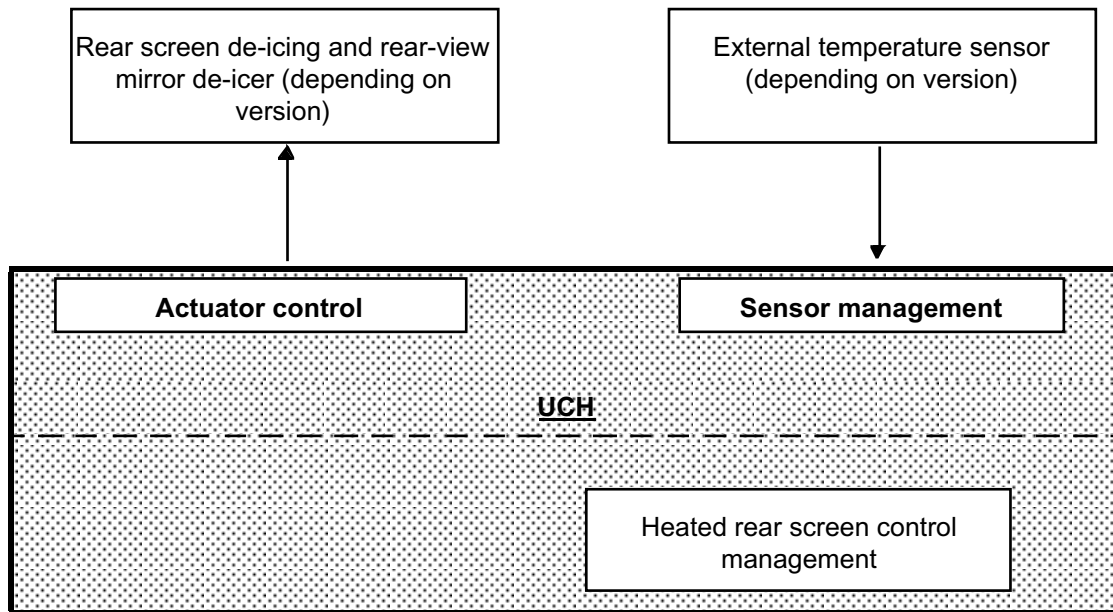 Rear screen de-icing and rear-view
mirror de-icer (depending on
version)
External temperature sensor
(depending on version)
Actuator control
Sensor management
UCH
Heated rear screen control
management